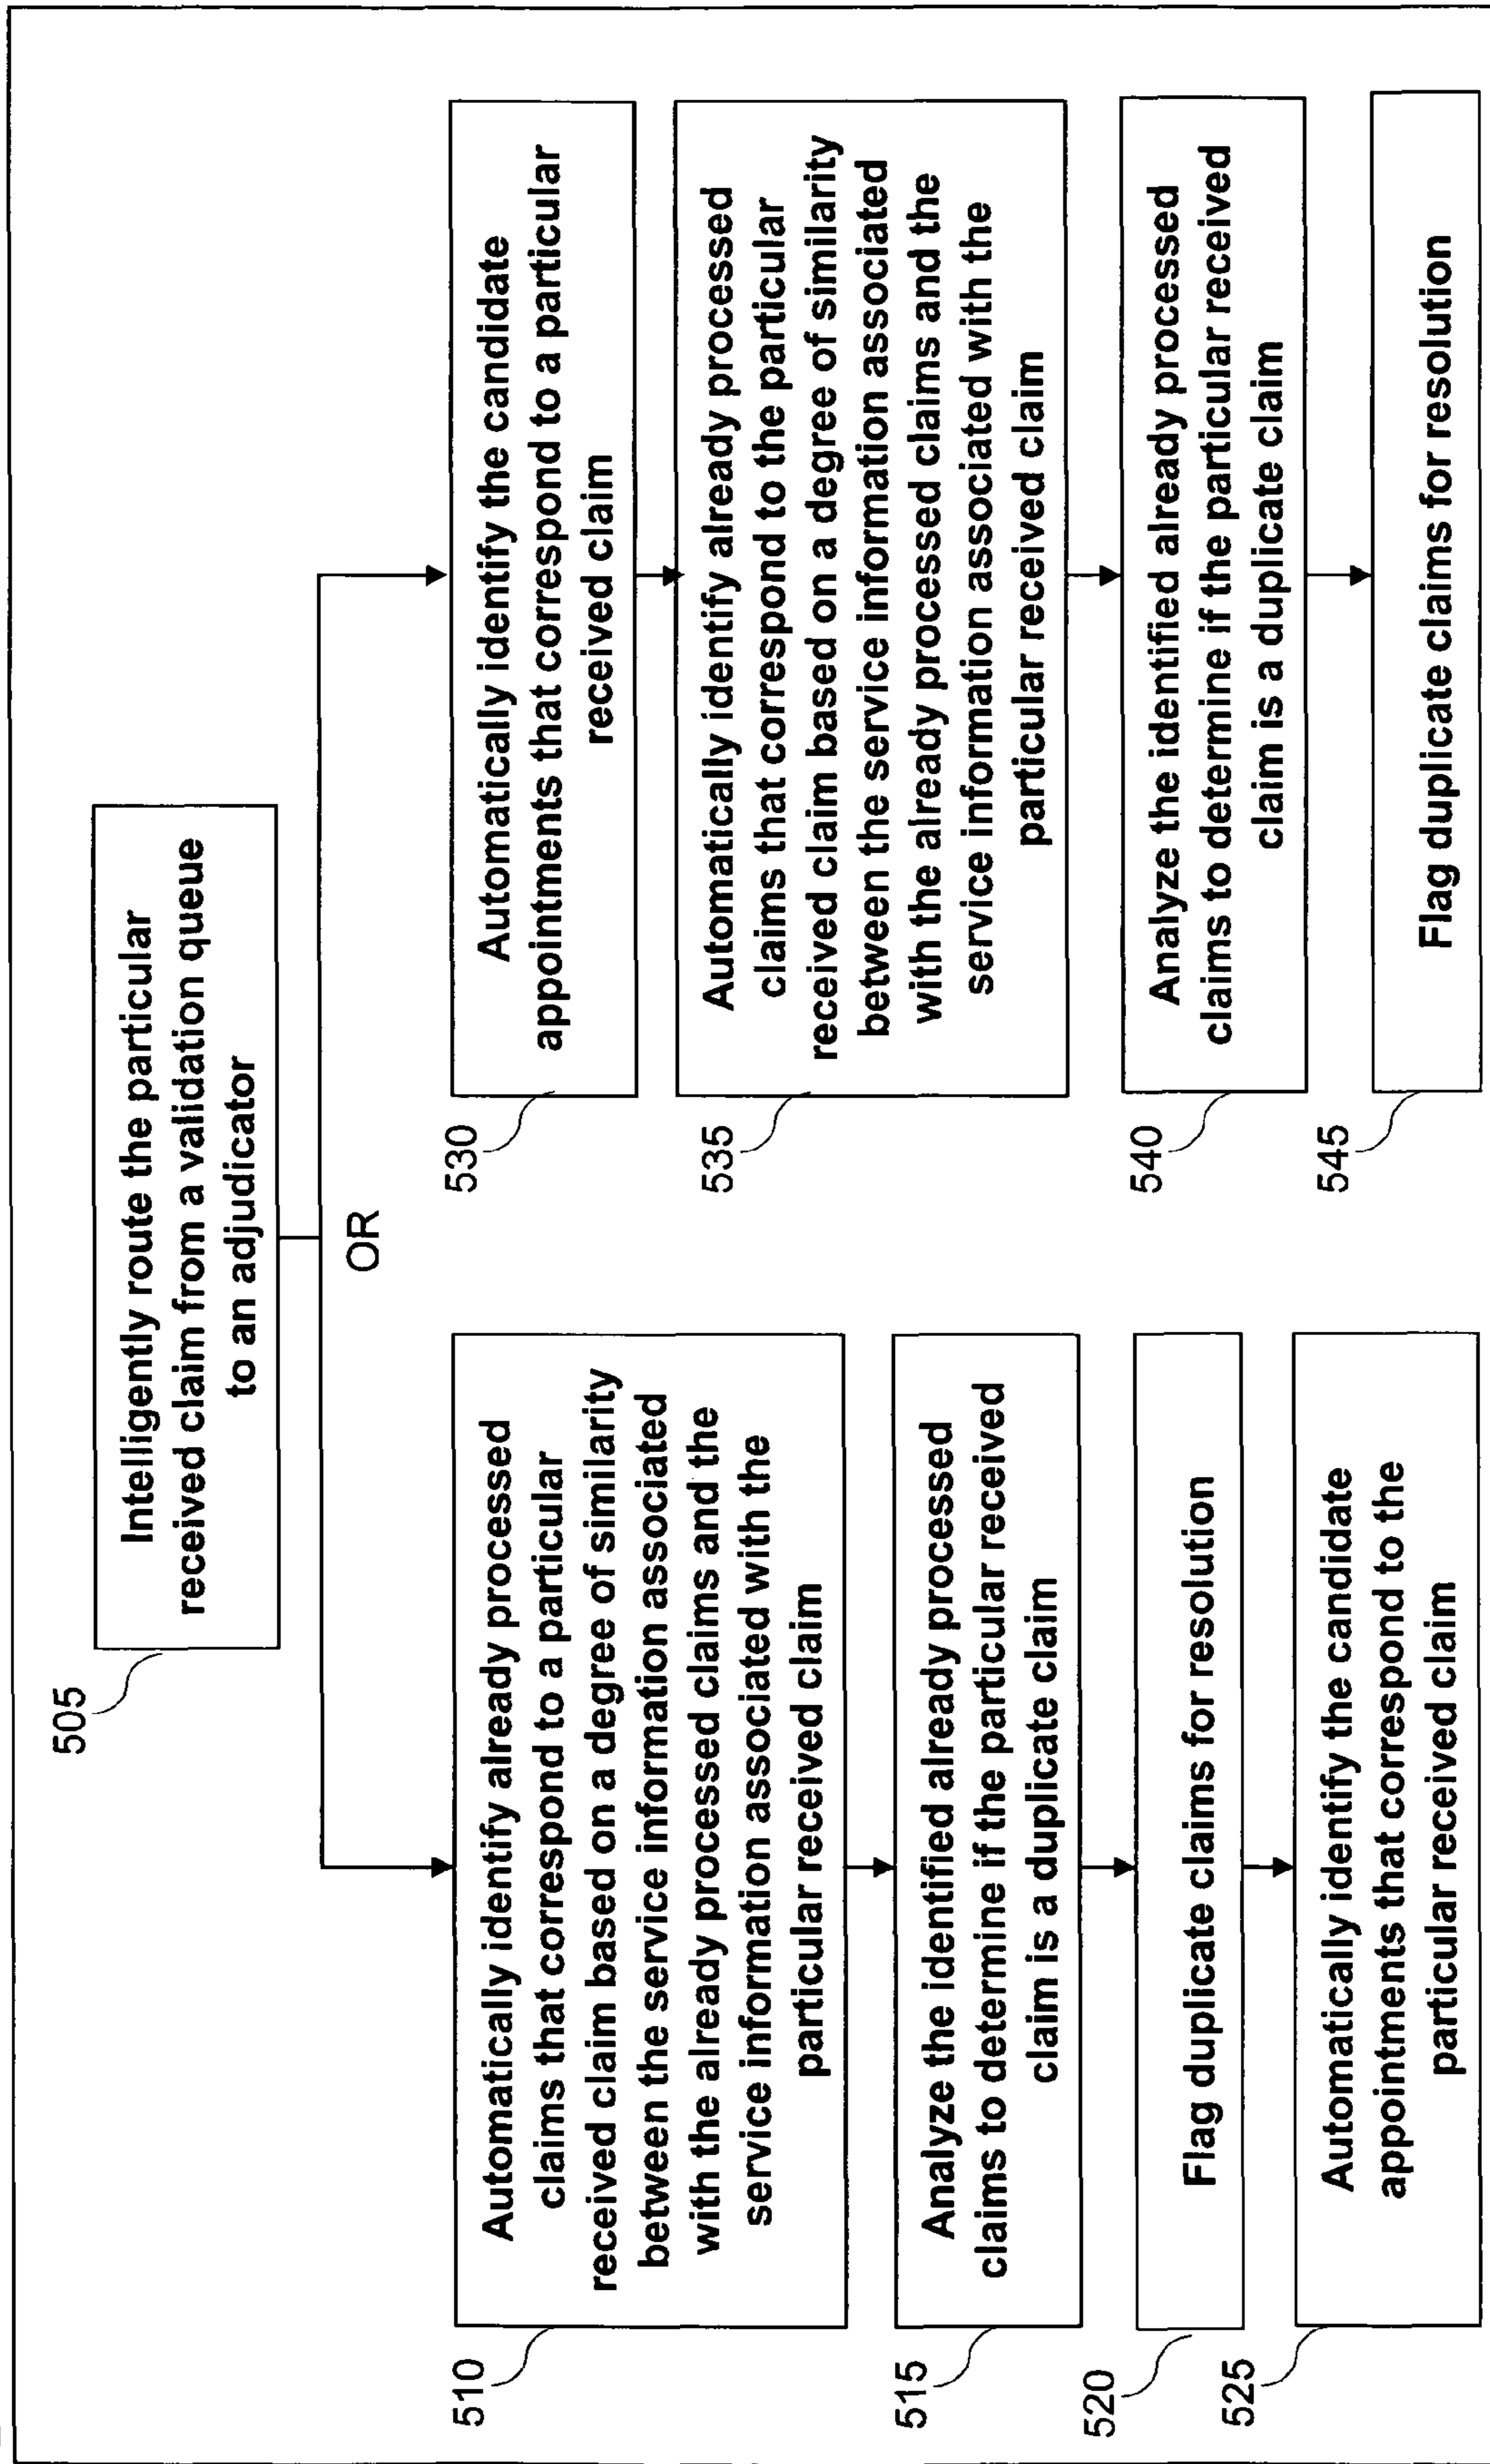 505
Intelligently route the particular
received claim from a validation queue
to an adjudicator
OR
510
Automatically identify already processed
claims that correspond to a particular
received claim based on a degree of similarity
between the service information associated
with the already processed claims and the
service information associated with the
particular received claim
515
Analyze the identified already processed
claims to determine if the particular received
claim is a duplicate claim
520
Flag duplicate claims for resolution
525
Automatically identify the candidate
appointments that correspond to the
particular received claim
530
Automatically identify the candidate
appointments that correspond to a particular
received claim
535
Automatically identify already processed
claims that correspond to the particular
received claim based on a degree of similarity
between the service information associated
with the already processed claims and the
service information associated with the
particular received claim
540
Analyze the identified already processed
claims to determine if the particular received
claim is a duplicate claim
545
Flag duplicate claims for resolution